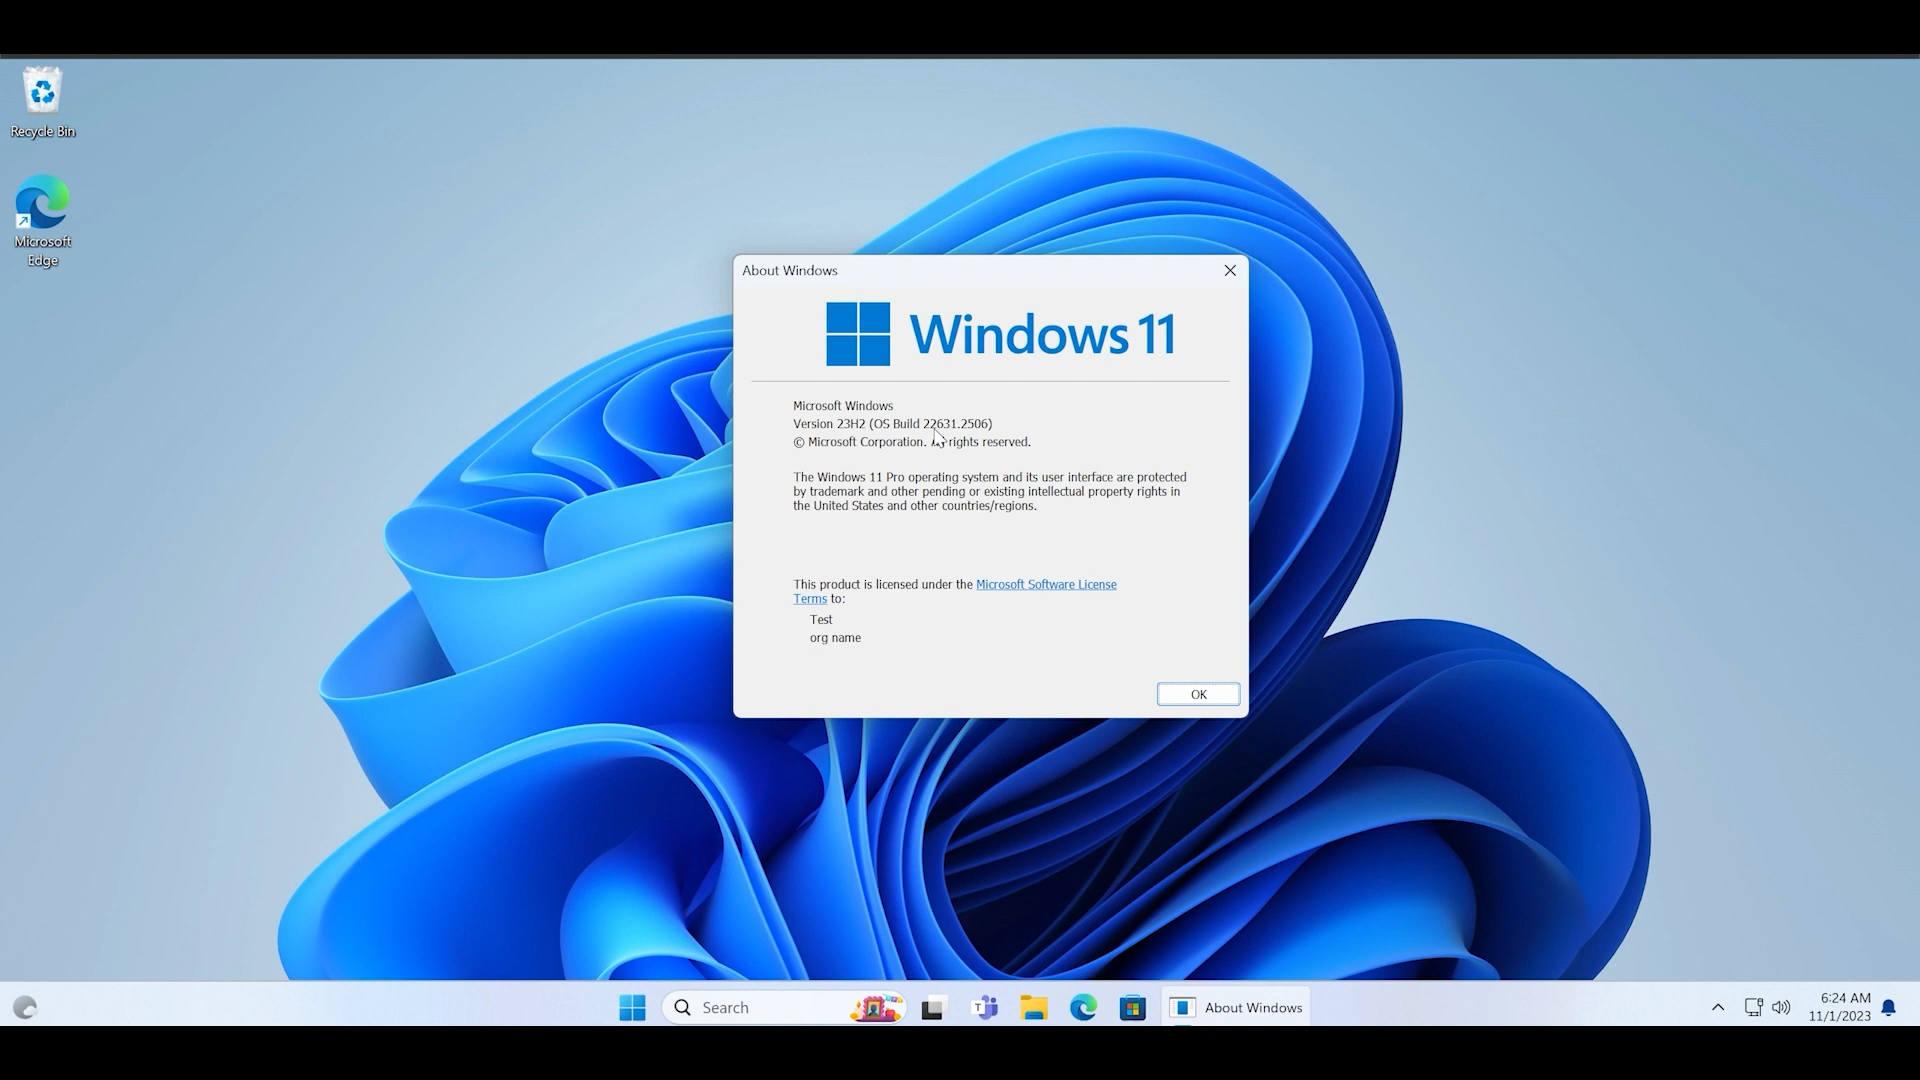 Recycle Bin
Microsoft
Edge
About Windows
Windows 11
Microsoft Windows
Version 23H2 (OS Build 22631.2506)
© Microsoft Corporation. All rights reserved.
The Windows 11 Pro operating system and its user interface are protected
by trademark and other pending or existing intellectual property rights in
the United States and other countries/regions.
This product is licensed under the Microsoft Software License
Terms to:
Test
org name
OK
Search
About Windows
6:24 AM
11/1/2023